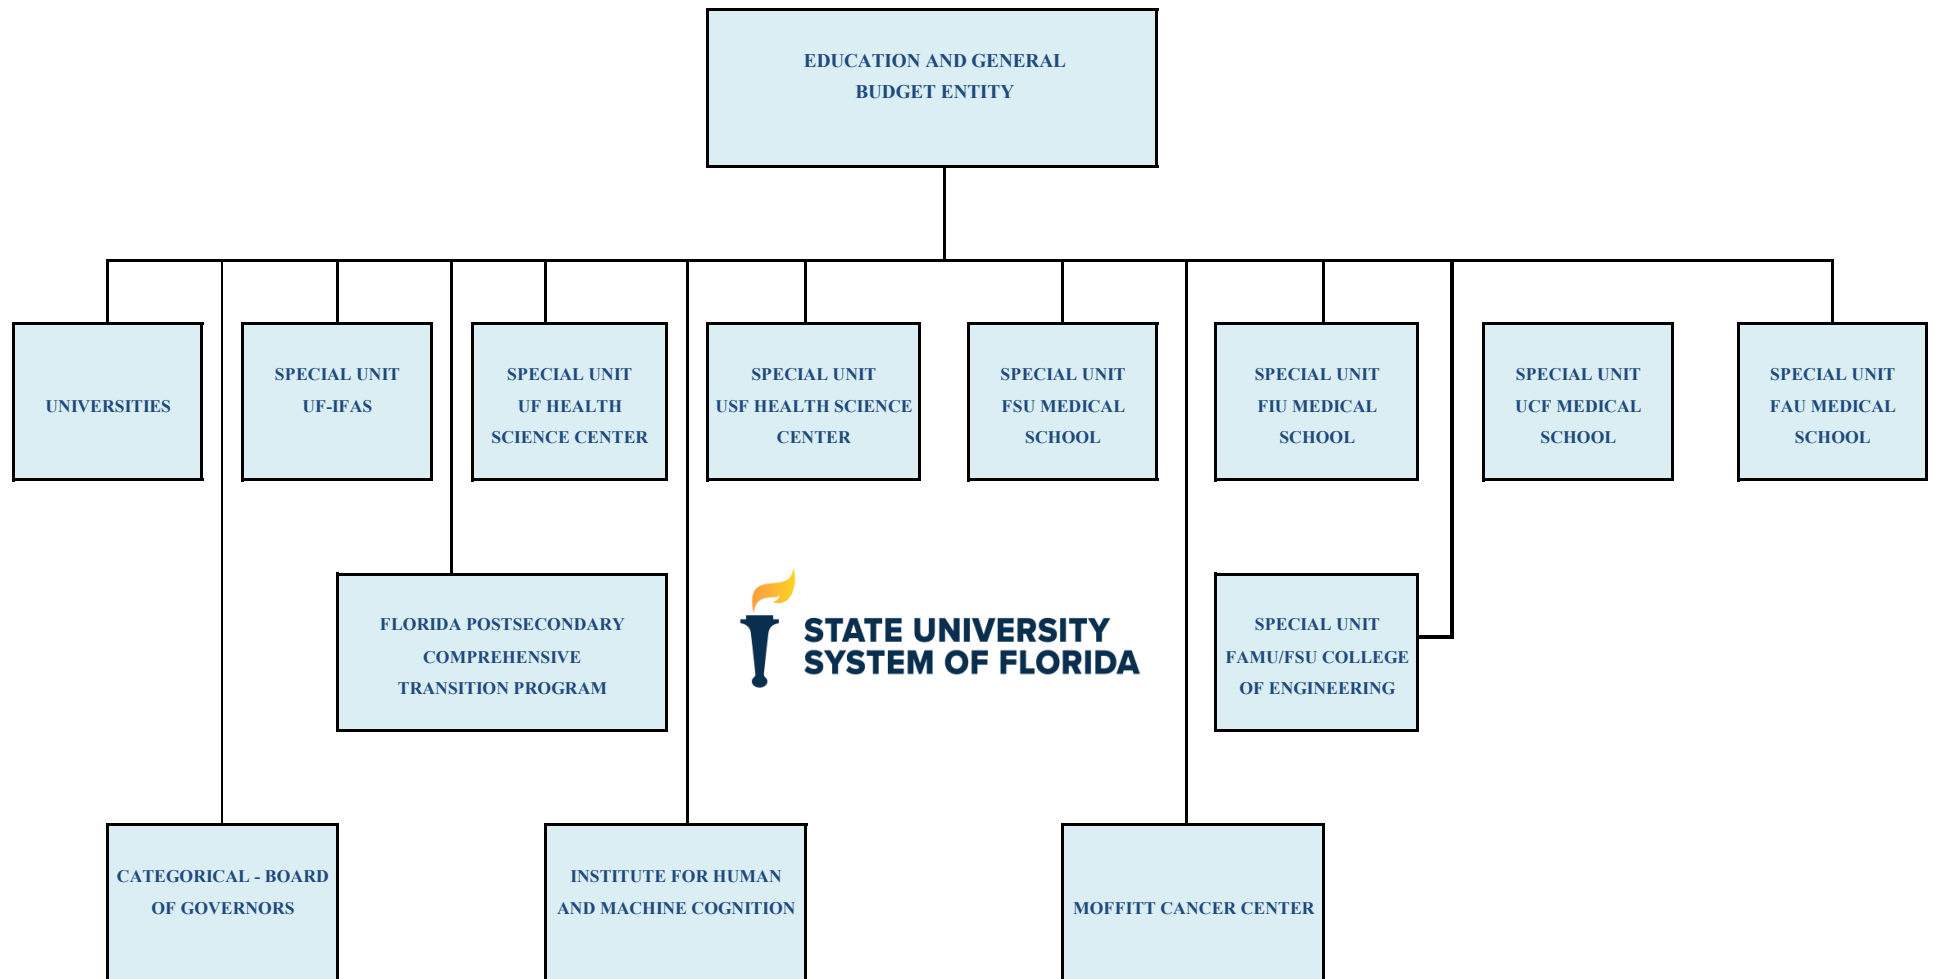 EDUCATION AND GENERAL
BUDGET ENTITY
UNIVERSITIES
SPECIAL UNIT
UF-IFAS
SPECIAL UNIT
UF HEALTH
SCIENCE CENTER
SPECIAL UNIT
USF HEALTH SCIENCE
CENTER
SPECIAL UNIT
FSU MEDICAL
SCHOOL
SPECIAL UNIT
FIU MEDICAL
SCHOOL
SPECIAL UNIT
UCF MEDICAL
SCHOOL
SPECIAL UNIT
FAU MEDICAL
SCHOOL
FLORIDA POSTSECONDARY
COMPREHENSIVE
TRANSITION PROGRAM
STATE UNIVERSITY
SYSTEM OF FLORIDA
SPECIAL UNIT
FAMU/FSU COLLEGE
OF ENGINEERING
CATEGORICAL - BOARD
OF GOVERNORS
INSTITUTE FOR HUMAN
AND MACHINE COGNITION
MOFFITT CANCER CENTER